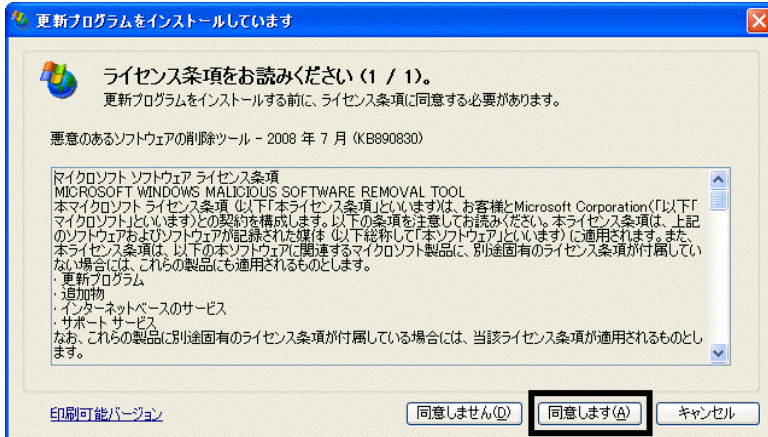 更新プログラムをインストールしています
ライセンス条項をお読みください (1 / 1)。
更新プログラムをインストールする前に、ライセンス条項に同意する必要があります。
悪意のあるソフトウェアの削除ツール - 2008 年 7 月 (KB890830)
マイクロソフト ソフトウェア ライセンス条項
MICROSOFT WINDOWS MALICIOUS SOFTWARE REMOVAL TOOL
本マイクロソフト ライセンス条項 (以下「本ライセンス条項」といいます)は、お客様とMicrosoft Corporation(「以下「
マイクロソフト」といいます)との契約を構成します。以下の条項を注意してお読みください。本ライセンス条項は、上記
のソフトウェアおよびソフトウェアが記録された媒体 (以下総称して「本ソフトウェア」といいます) に適用されます。また、
本ライセンス条項は、以下の本ソフトウェアに関連するマイクロソフト製品に、別途固有のライセンス条項が付属してい
ない場合には、これらの製品にも適用されるものとします。
・更新プログラム
・追加物
・インターネットベースのサービス
・サポート サービス
なお、これらの製品に別途固有のライセンス条項が付属している場合には、当該ライセンス条項が適用されるものとし
ます。
印刷可能バージョン
同意しません(D)
同意します(A)
キャンセル